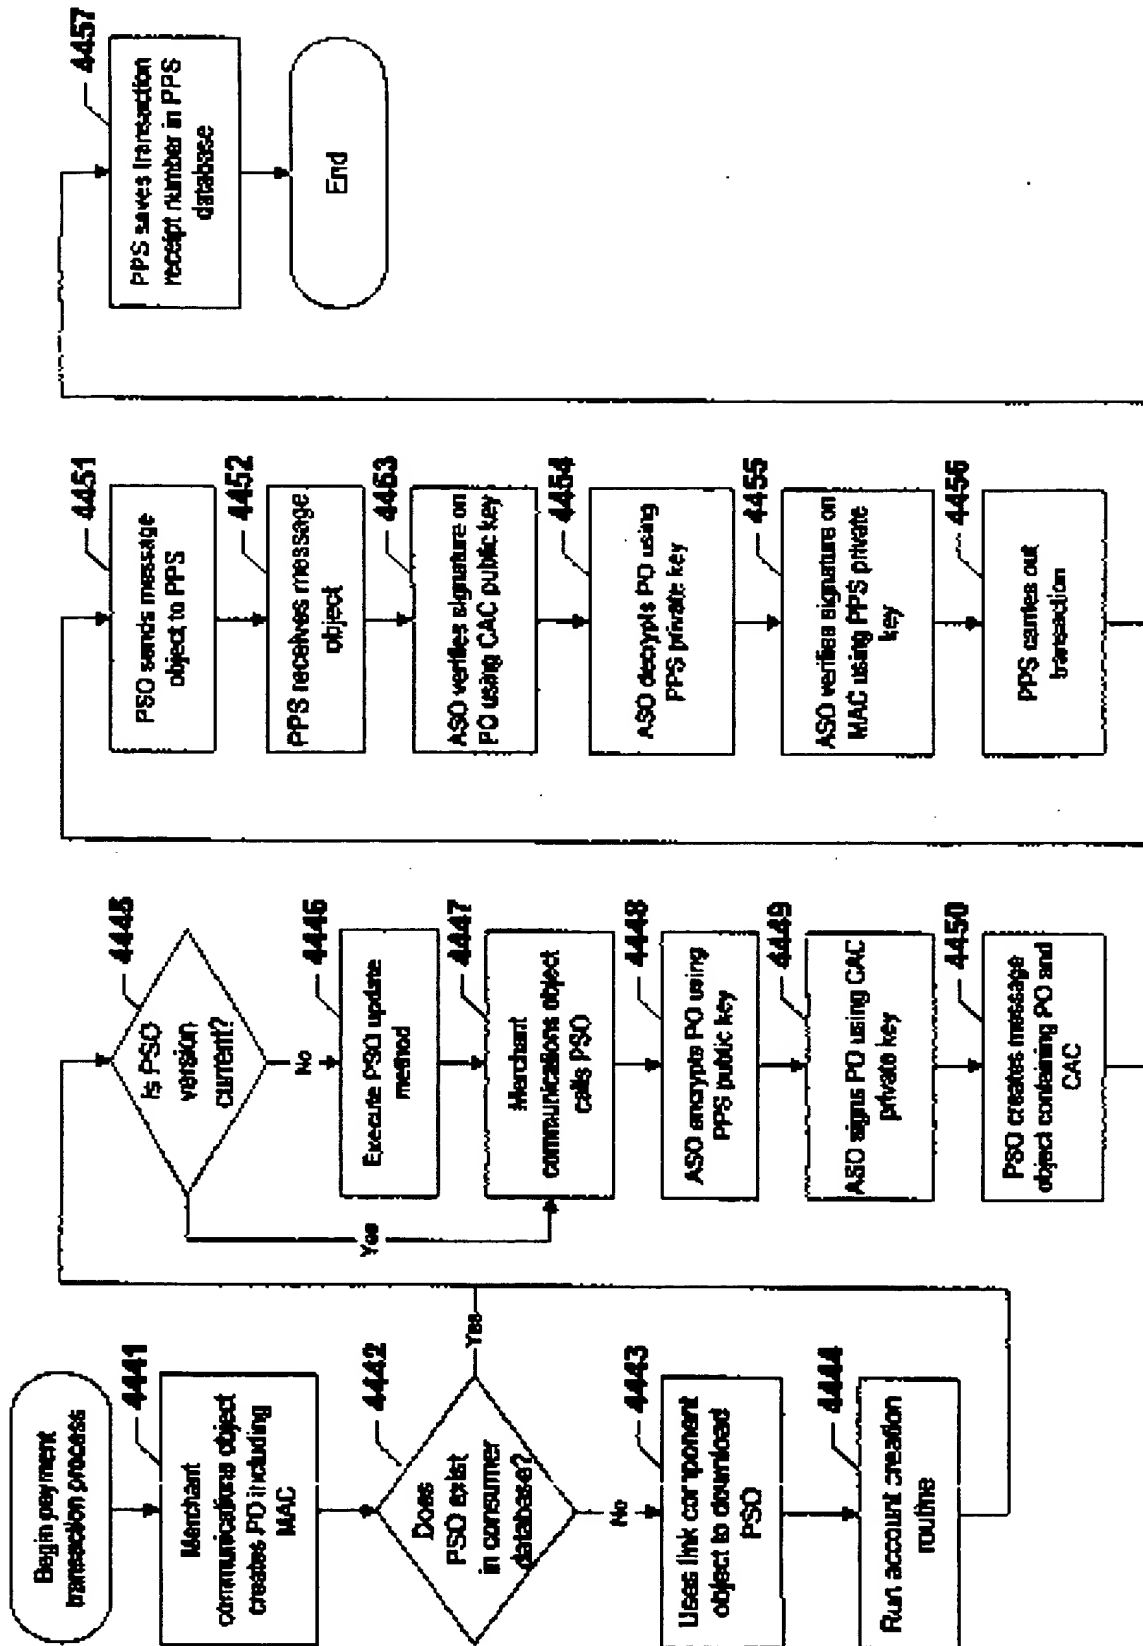 Begin payment
transaction process
4441
Merchant
communications object
creates PO including
MAC
4442
Does
PSO exist
in consumer
database?
Yes
No
4443
Uses link component
object to download
PSO
4444
Run account creation
routine
4445
Is PSO
version
current?
No
Yes
4446
Execute PSO update
method
4447
Merchant
communications object
calls PSO
4448
ASO encrypts PO using
PPS public key
4449
ASO signs PO using CAC
private key
4450
PSO creates message
object containing PO and
CAC
4451
PSO sends message
object to PPS
4452
PPS receives message
object
4453
ASO verifies signature on
PO using CAC public key
4454
ASO decrypts PO using
PPS private key
4455
ASO verifies signature on
MAC using PPS private
key
4456
PPS carries out
transaction
4457
PPS saves transaction
receipt number in PPS
database
End